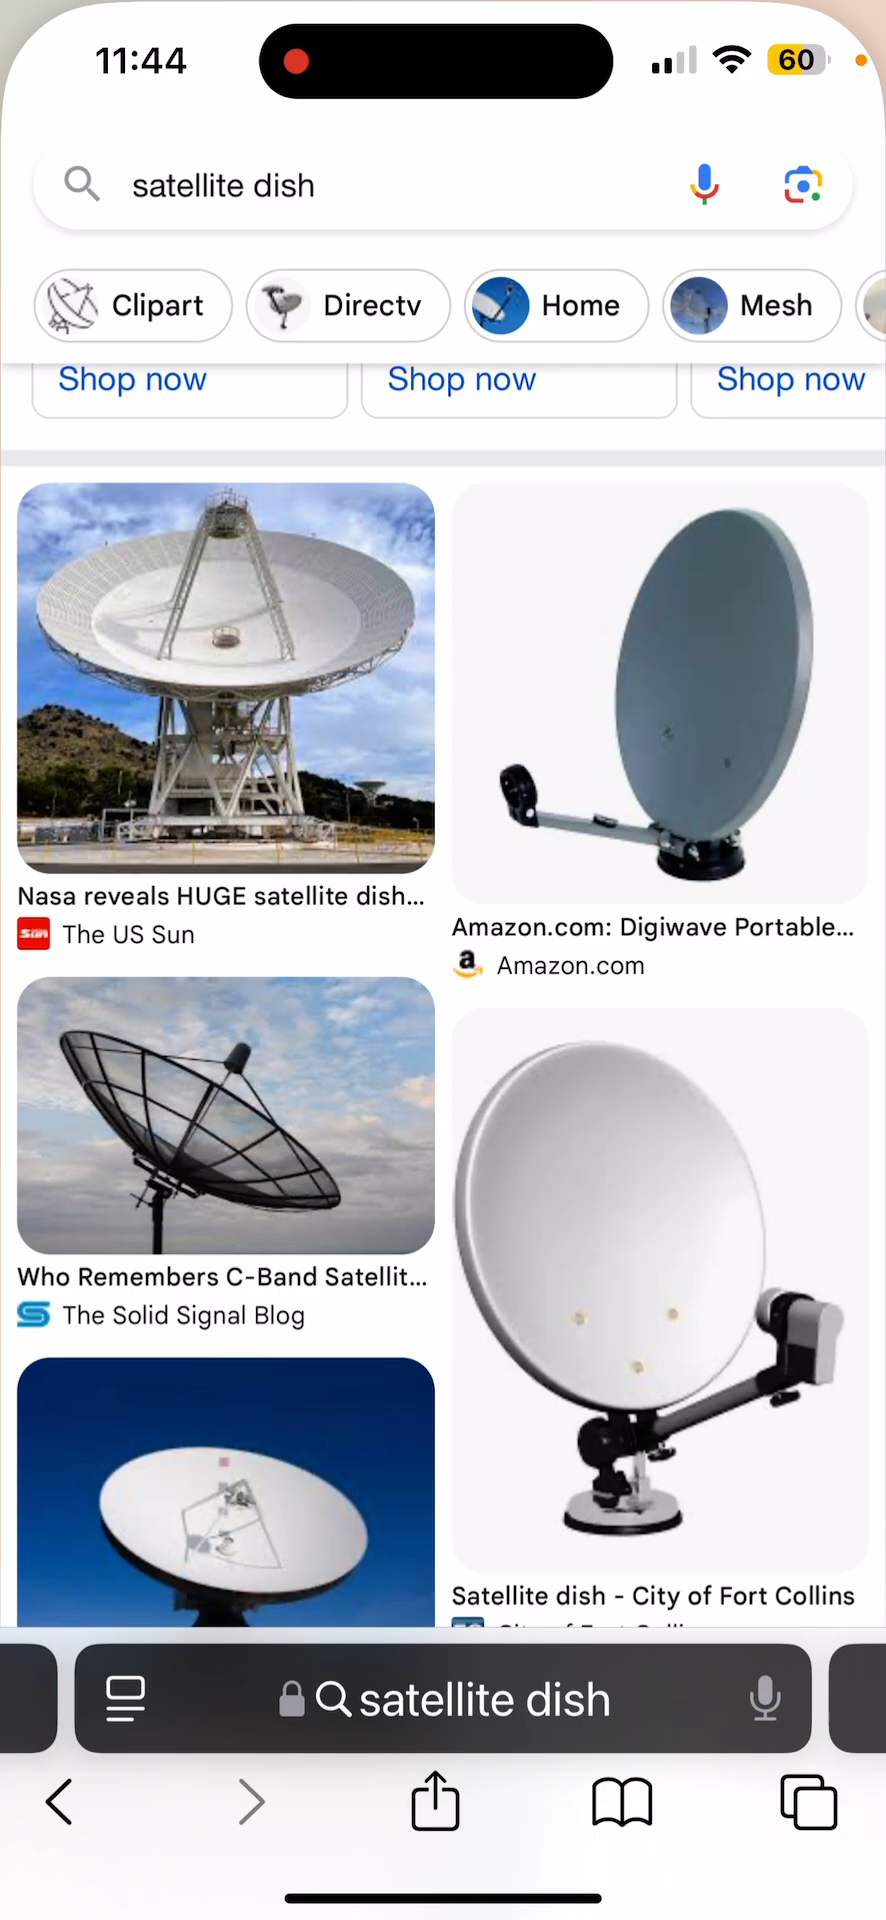 11:44
60
satellite dish
Clipart
Directv
Home
Mesh
Shop now
Shop now
Shop now
Nasa reveals HUGE satellite dish...
Sun
The US Sun
Amazon.com: Digiwave Portable...
a Amazon.com
Who Remembers C-Band Satellit...
The Solid Signal Blog
Satellite dish - City of Fort Collins
satellite dish